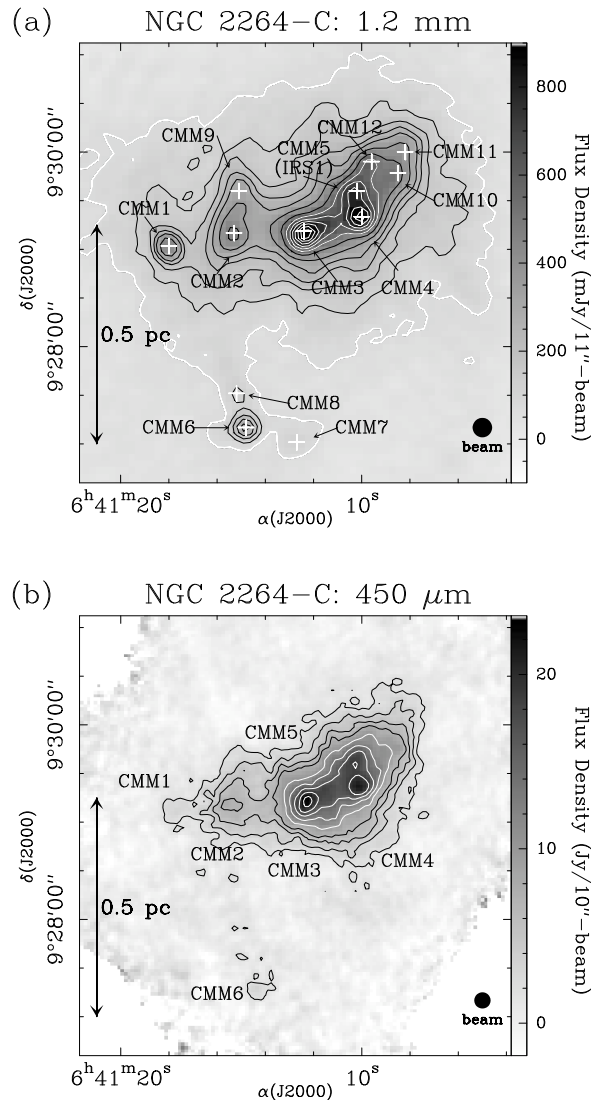 (a) NGC 2264−C: 1.2 mm
CMM9
CMM12
CMM5
(IRS1)
CMM11
CMM10
CMM1
CMM2
CMM3
CMM4
0.5 pc
CMM8
CMM6
CMM7
beam
9°30′00″
9°28′00″
δ(J2000)
6ʰ41ᵐ20ˢ
10ˢ
α(J2000)
800
600
400
200
0
Flux Density (mJy/11″−beam)
(b) NGC 2264−C: 450 μm
CMM5
CMM1
CMM2
CMM3
CMM4
0.5 pc
CMM6
beam
9°30′00″
9°28′00″
δ(J2000)
6ʰ41ᵐ20ˢ
10ˢ
α(J2000)
20
10
0
Flux Density (Jy/10″−beam)